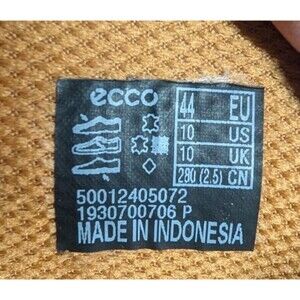 ecco
44 EU
10 US
10 UK
280 (2.5) CN
50012405072
1930700706 P
MADE IN INDONESIA